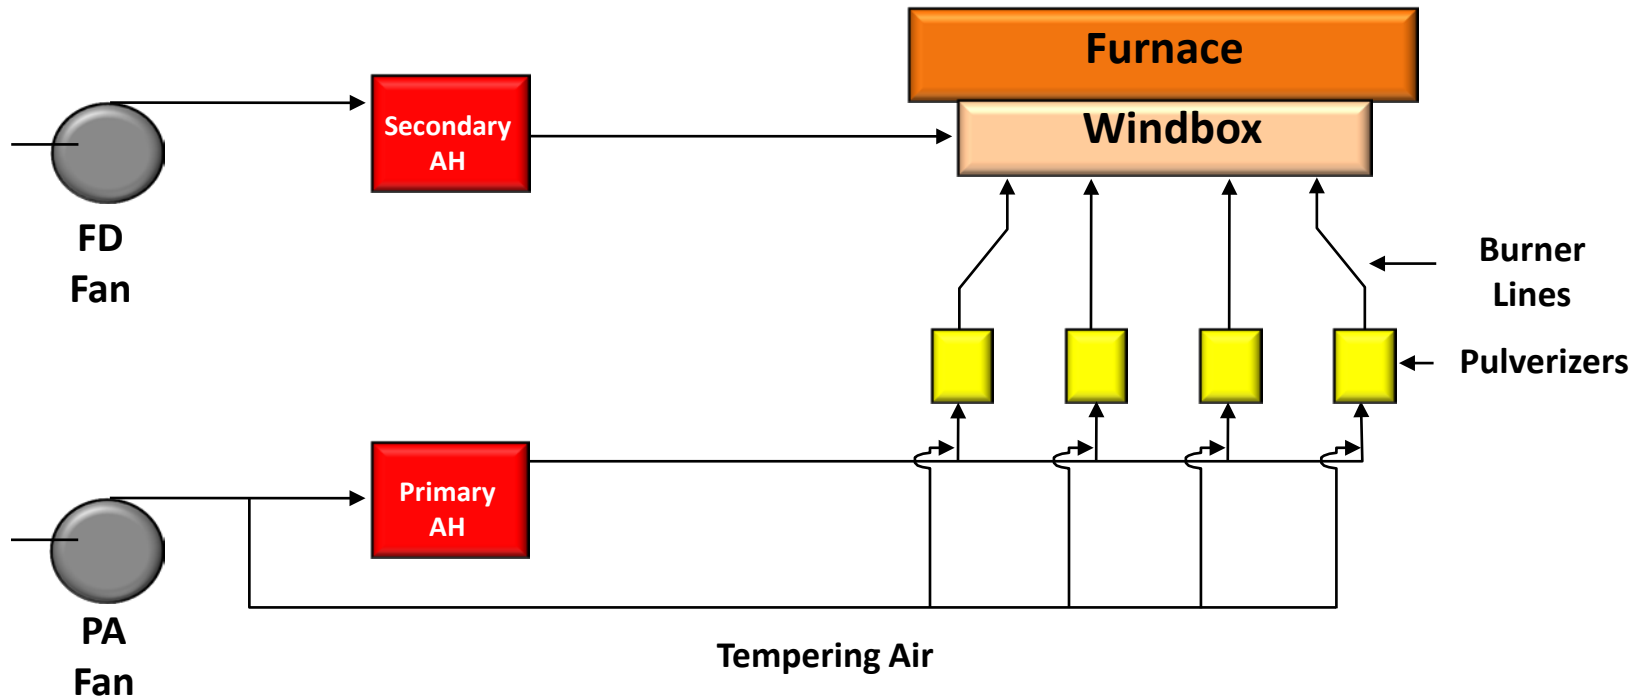 Furnace
Windbox
Secondary
AH
FD
Fan
Burner
Lines
Pulverizers
Primary
AH
PA
Fan
Tempering Air